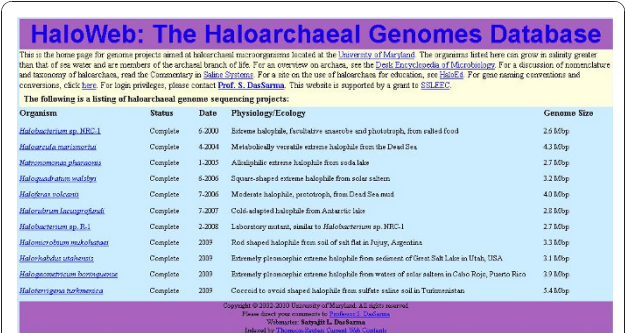 HaloWeb: The Haloarchaeal Genomes Database
This is the home page for genome projects aimed at haloarchaeal microorganisms located at the University of Maryland. The organisms listed here can grow in salinity greater
than that of sea water and are members of the archaeal branch of life. For an overview on archaea, see the Desk Encyclopedia of Microbiology. For a discussion of nomenclature
and taxonomy of haloarchaea, read the Commentary in Saline Systems. For a site on the use of haloarchaea for education, see HaloEd. For gene naming conventions and
conversions, click here. For login privileges, please contact Prof. S. DasSarma. This website is supported by a grant to SSLEEC.
The following is a listing of haloarchaeal genome sequencing projects:
Organism Status Date Physiology/Ecology Genome Size
Halobacterium sp. NRC-1 Complete 6-2000 Extreme halophile, facultative anaerobe and phototroph, from salted food 2.6 Mbp
Haloarcula marismortui Complete 4-2004 Metabolically versatile extreme halophile from the Dead Sea 4.3 Mbp
Natronomonas pharaonis Complete 1-2005 Alkaliphilic extreme halophile from soda lake 2.7 Mbp
Haloquadratum walsbyi Complete 6-2006 Square-shaped extreme halophile from solar saltern 3.2 Mbp
Haloferax volcanii Complete 7-2006 Moderate halophile, prototroph, from Dead Sea mud 4.0 Mbp
Halorubrum lacusprofundi Complete 7-2007 Cold-adapted halophile from Antarctic lake 2.8 Mbp
Halobacterium sp. R-1 Complete 2-2008 Laboratory mutant, similar to Halobacterium sp. NRC-1 2.7 Mbp
Halomicrobium mukohataei Complete 2009 Rod shaped halophile from soil of salt flat in Jujuy, Argentina 3.3 Mbp
Halorhabdus utahensis Complete 2009 Extremely pleomorphic extreme halophile from sediment of Great Salt Lake in Utah, USA 3.1 Mbp
Halogeometricum borinquense Complete 2009 Extremely pleomorphic extreme halophile from waters of solar salterns in Cabo Rojo, Puerto Rico 3.9 Mbp
Haloterrigena turkmenica Complete 2009 Coccoid to ovoid shaped halophile from sulfate saline soil in Turkmenistan 5.4 Mbp
Copyright © 2002-2010 University of Maryland. All rights reserved
Please direct your comments to Professor S. DasSarma
Webmaster: Satyajit L. DasSarma
Indexed by Thomson Reuters Current Web Contents